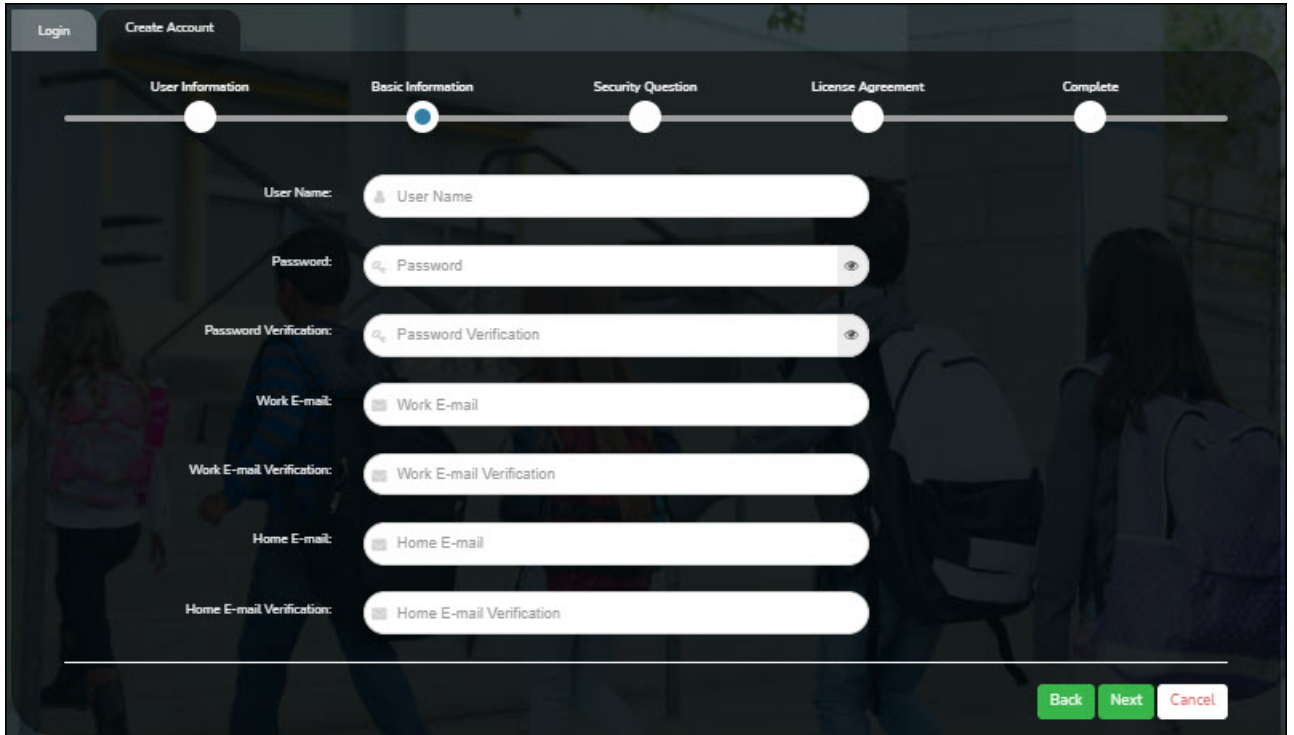 Login Create Account
User Information Basic Information Security Question License Agreement Complete
User Name: User Name
Password: Password
Password Verification: Password Verification
Work E-mail: Work E-mail
Work E-mail Verification: Work E-mail Verification
Home E-mail: Home E-mail
Home E-mail Verification: Home E-mail Verification
Back Next Cancel